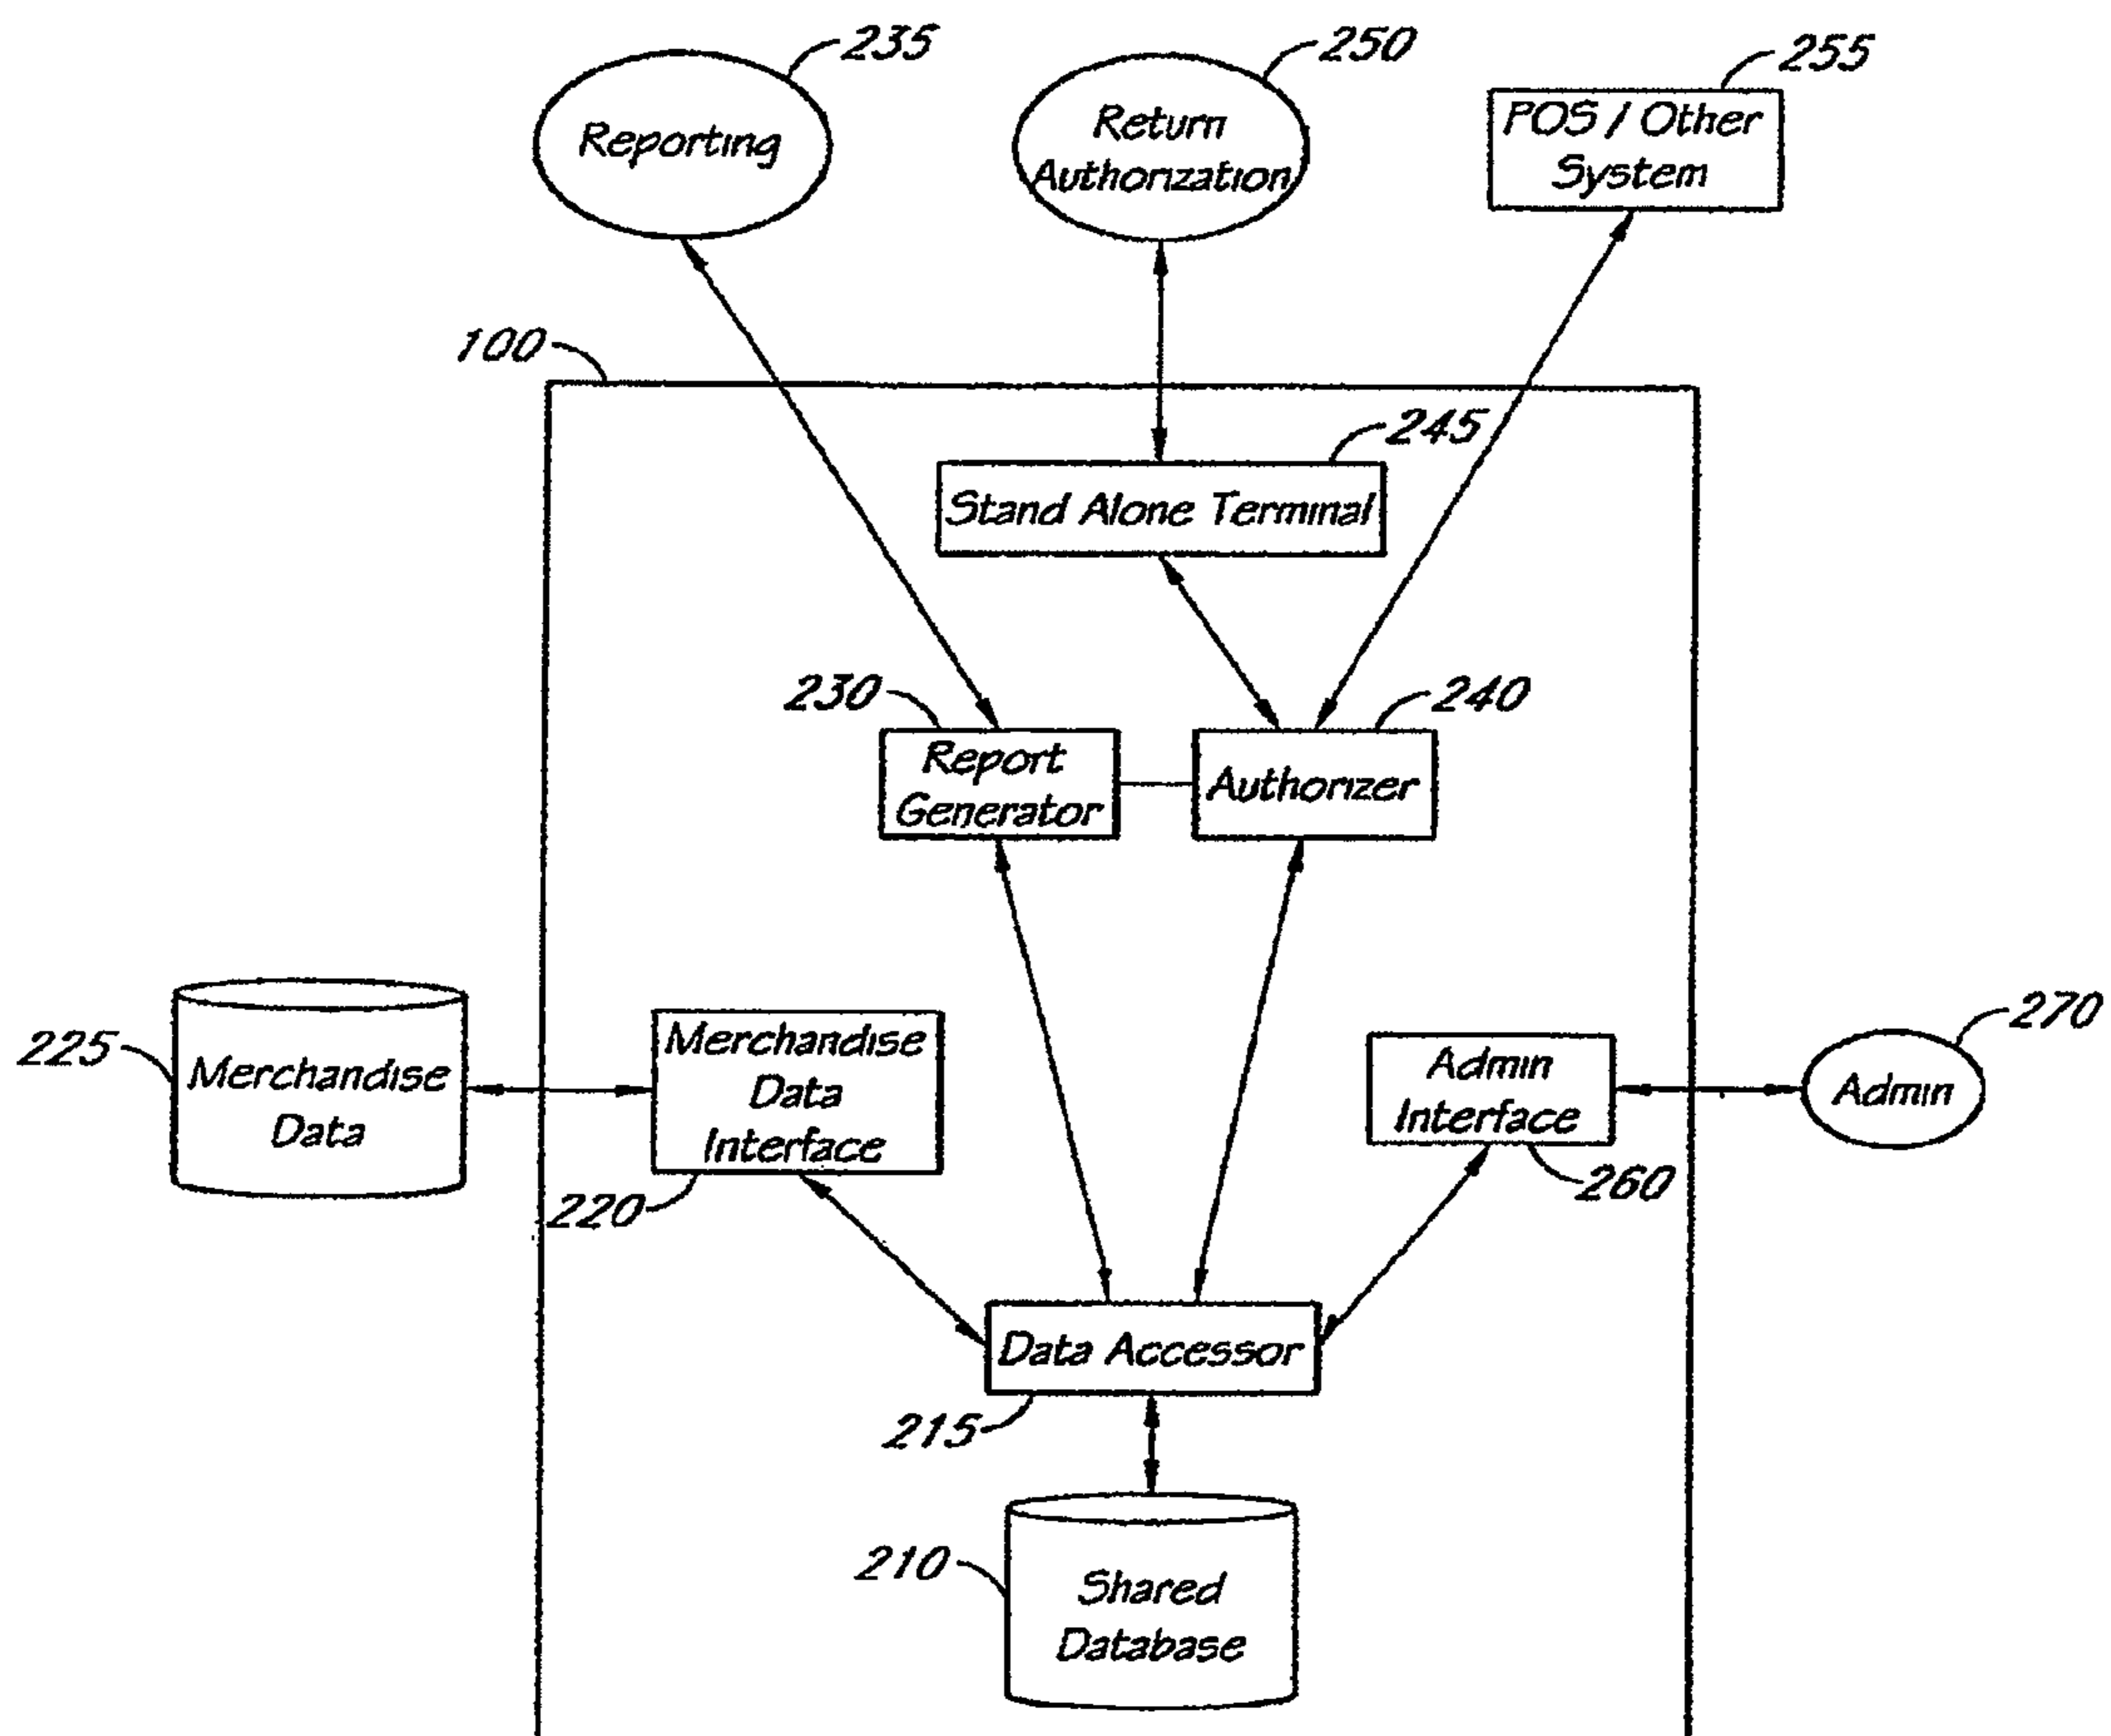 235
250
255
Reporting
Return
Authorization
POS / Other
System
100
245
Stand Alone Terminal
230
240
Report
Generator
Authorizer
225
Merchandise
Data
Merchandise
Data
Interface
220
Admin
Interface
260
270
Admin
Data Accessor
215
210
Shared
Database